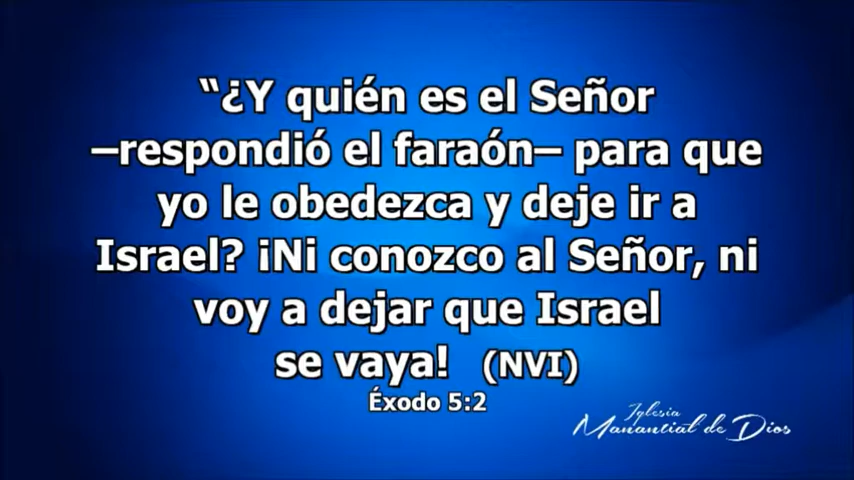 “¿Y quién es el Señor
–respondió el faraón– para que
yo le obedezca y deje ir a
Israel? ¡Ni conozco al Señor, ni
voy a dejar que Israel
se vaya! (NVI)
Éxodo 5:2
Iglesia
Manantial de Dios